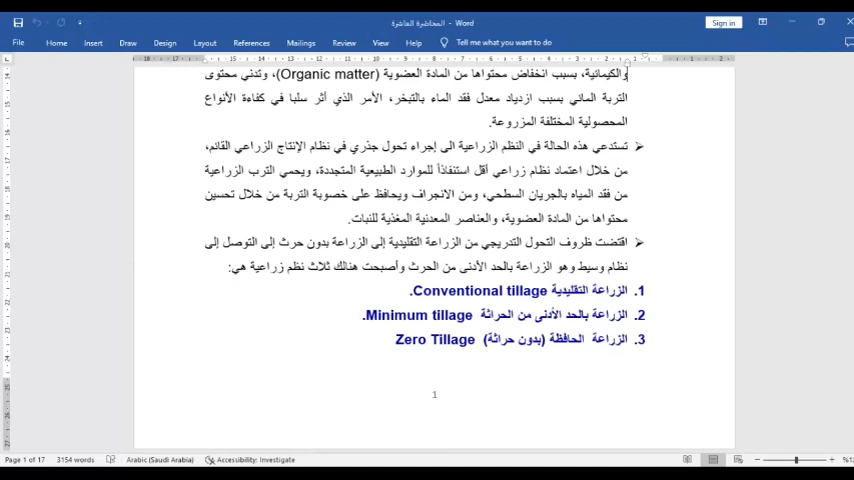 المحاضرة العاشرة - Word
Sign in
File Home Insert Draw Design Layout References Mailings Review View Help Tell me what you want to do
والكيمائية، بسبب انخفاض محتواها من المادة العضوية (Organic matter)، وتدني محتوى
التربة المائي بسبب ازدياد معدل فقد الماء بالتبخر، الأمر الذي أثر سلبا في كفاءة الأنواع
المحصولية المختلفة المزروعة.
➢ تستدعي هذه الحالة في النظم الزراعية الى إجراء تحول جذري في نظام الإنتاج الزراعي القائم،
من خلال اعتماد نظام زراعي أقل استنفاذاً للموارد الطبيعية المتجددة، ويحمي الترب الزراعية
من فقد المياه بالجريان السطحي، ومن الانجراف ويحافظ على خصوبة التربة من خلال تحسين
محتواها من المادة العضوية، والعناصر المعدنية المغذية للنبات.
➢ اقتضت ظروف التحول التدريجي من الزراعة التقليدية إلى الزراعة بدون حرث إلى التوصل إلى
نظام وسيط وهو الزراعة بالحد الأدنى من الحرث وأصبحت هنالك ثلاث نظم زراعية هي:
1. الزراعة التقليدية Conventional tillage.
2. الزراعة بالحد الأدنى من الحراثة Minimum tillage.
3. الزراعة الحافظة (بدون حراثة) Zero Tillage
1
Page 1 of 17 3154 words Arabic (Saudi Arabia) Accessibility: Investigate